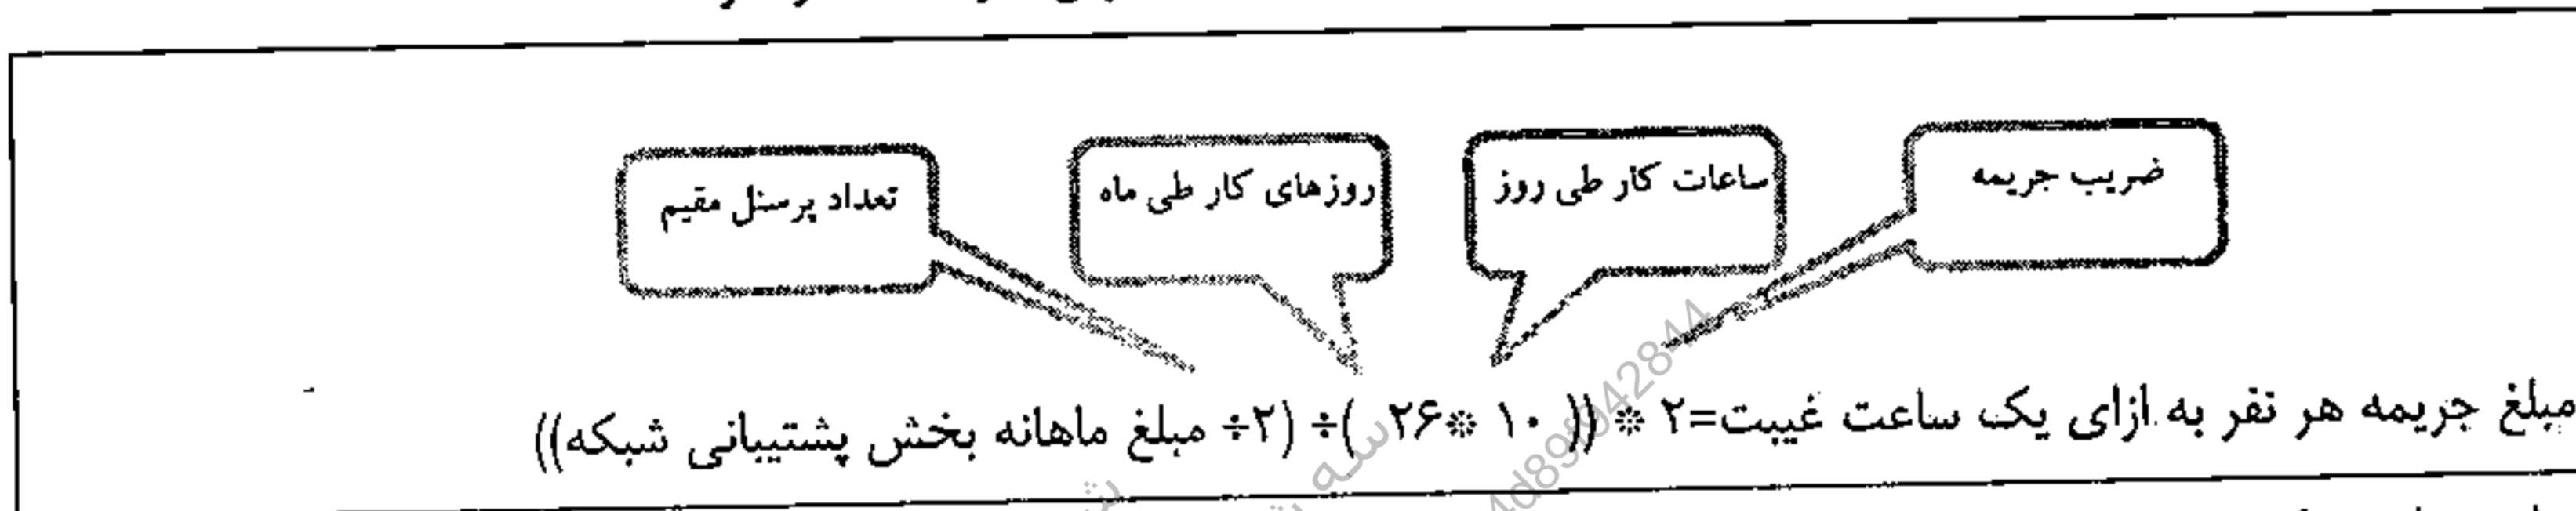 ضریب جریمه
ساعات کار طی روز
روزهای کار طی ماه
تعداد پرسنل مقیم
مبلغ جریمه هر نفر به ازای یک ساعت غیبت=۲ * (( ۱۰ *۲۶ )÷ (۲÷ مبلغ ماهانه بخش پشتیبانی شبکه))